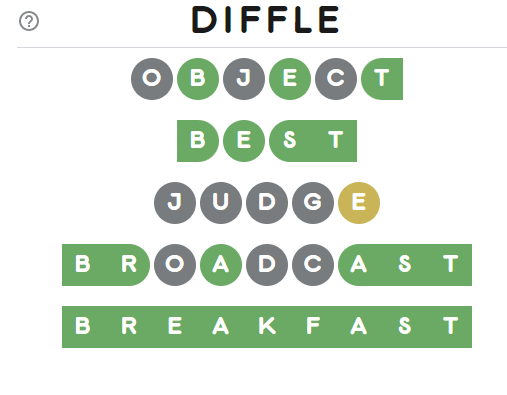 ?
DIFFLE
OBJECT
BEST
JUDGE
BROADCAST
BREAKFAST